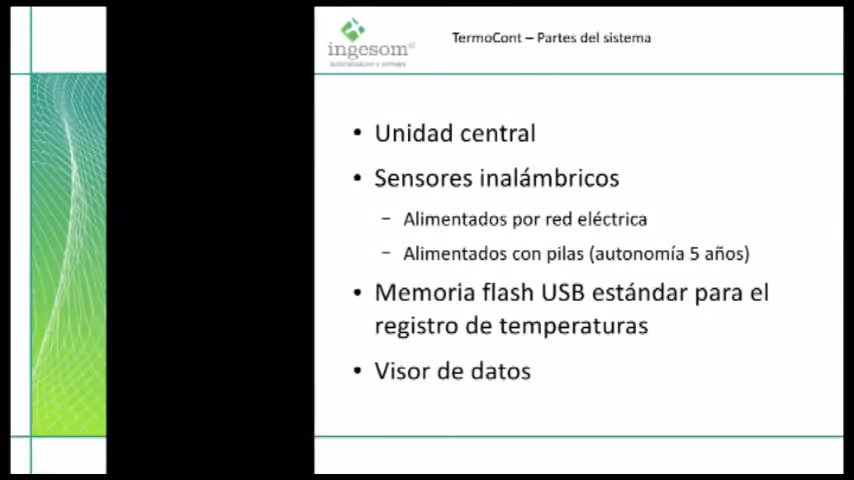 ingesom
TermoCont – Partes del sistema
• Unidad central
• Sensores inalámbricos
– Alimentados por red eléctrica
– Alimentados con pilas (autonomía 5 años)
• Memoria flash USB estándar para el
registro de temperaturas
• Visor de datos